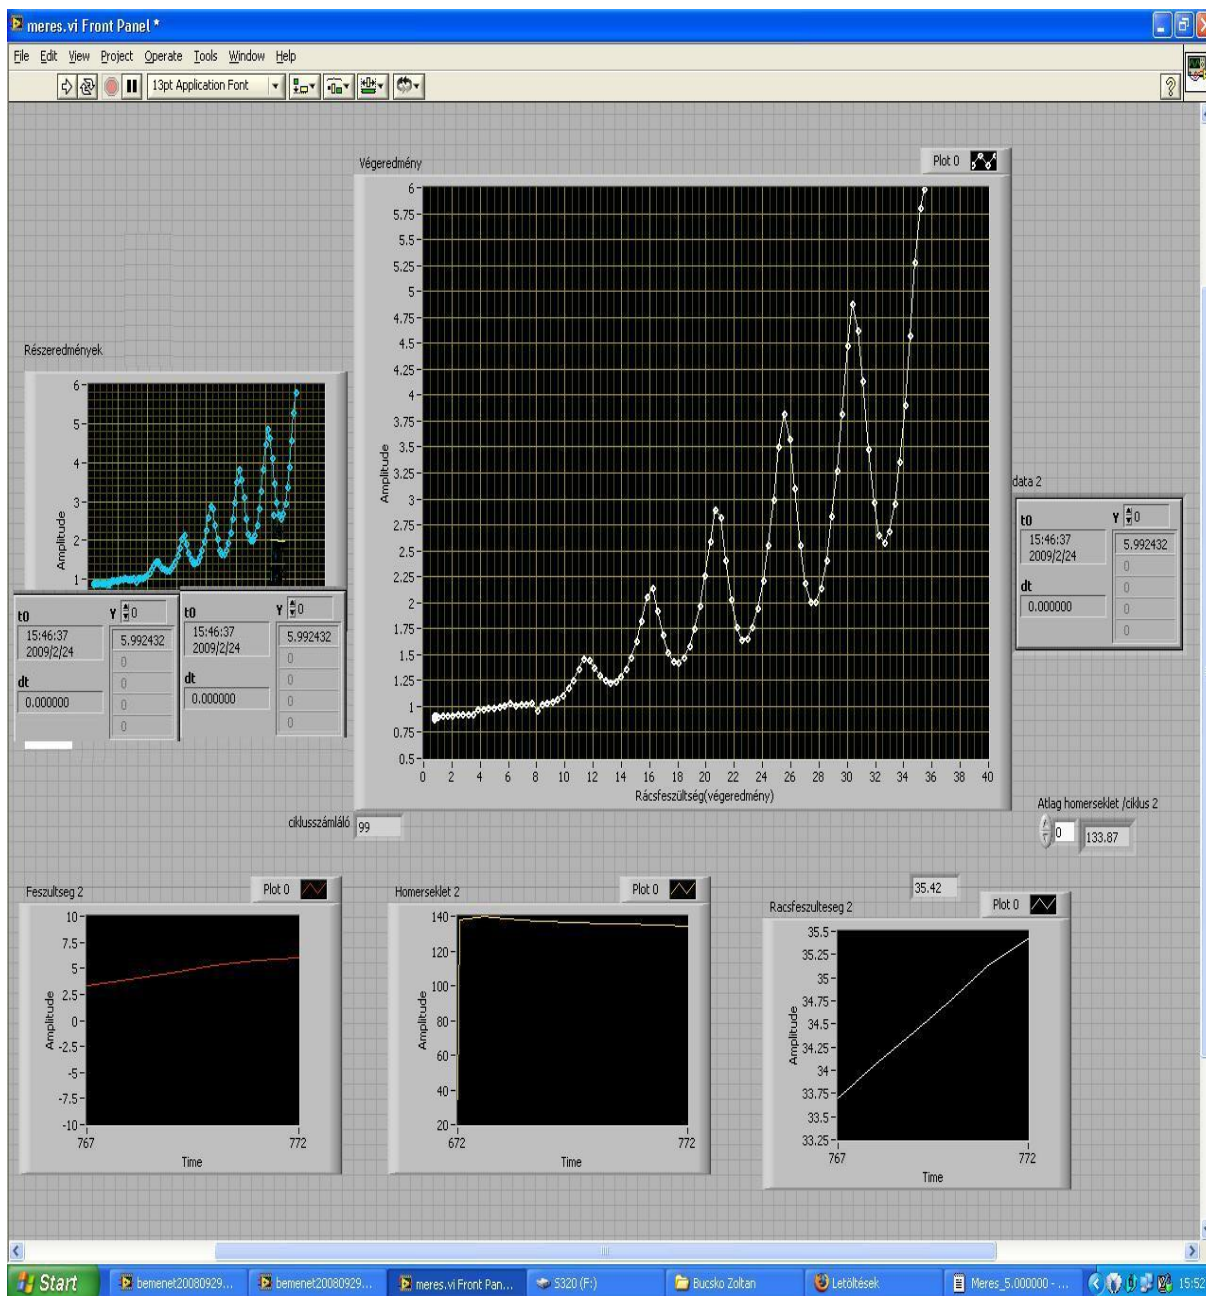 meres.vi Front Panel *
File Edit View Project Operate Tools Window Help
13pt Application Font
Végeredmény
Plot 0
6
5.75
5.5
5.25
5
4.75
4.5
4.25
4
3.75
3.5
3.25
3
2.75
2.5
2.25
2
1.75
1.5
1.25
1
0.75
0.5
Amplitude
0 2 4 6 8 10 12 14 16 18 20 22 24 26 28 30 32 34 36 38 40
Rácsfeszültség(végeredmény)
Részeredmények
6
5
4
3
2
1
Amplitude
t0
15:46:37
2009/2/24
dt
0.000000
Y 0
5.992432
0
0
0
0
t0
15:46:37
2009/2/24
dt
0.000000
Y 0
5.992432
0
0
0
0
data 2
t0
15:46:37
2009/2/24
dt
0.000000
Y 0
5.992432
0
0
0
0
ciklusszámláló 99
Atlag homerseklet /ciklus 2
0 133.87
Feszultseg 2
Plot 0
10
7.5
5
2.5
0
-2.5
-5
-7.5
-10
Amplitude
767 772
Time
Homerseklet 2
Plot 0
140
120
100
80
60
40
20
Amplitude
672 772
Time
35.42
Racsfeszulteseg 2
Plot 0
35.5
35.25
35
34.75
34.5
34.25
34
33.75
33.5
33.25
Amplitude
767 772
Time
Start
bemenet20080929...
bemenet20080929...
meres.vi Front Pan...
S320 (F:)
Bucsko Zoltan
Letöltések
Meres_5.000000 - ...
15:52